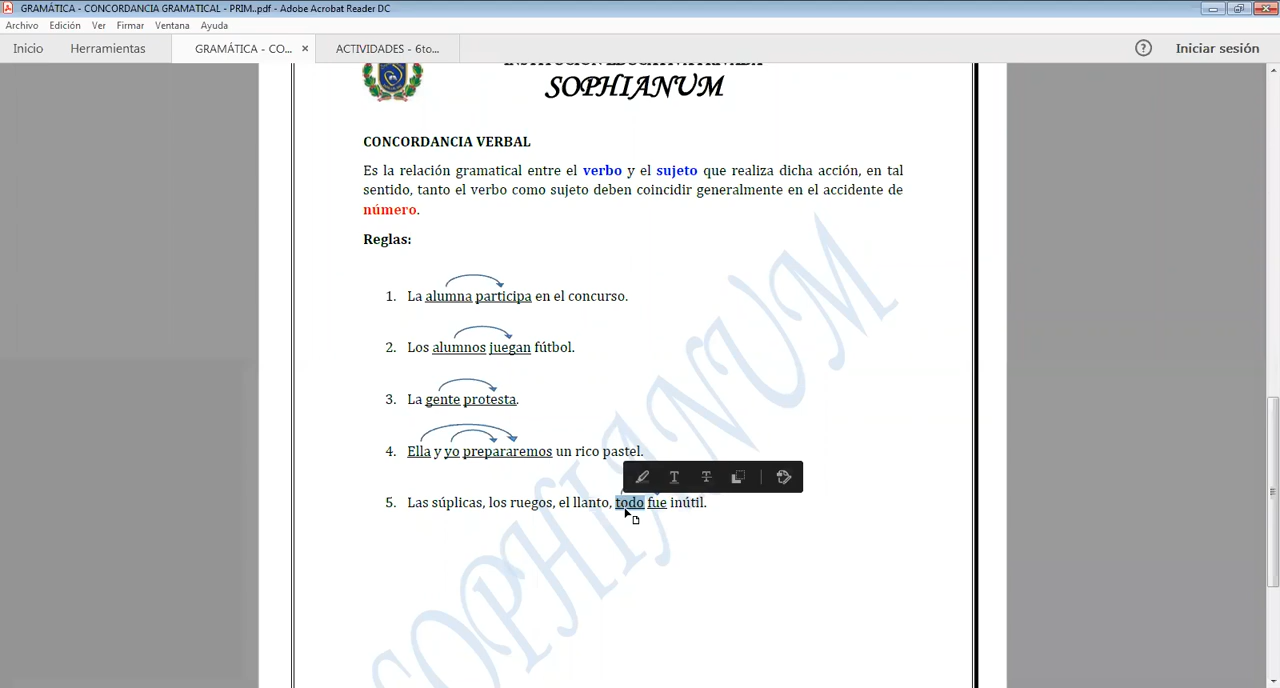 GRAMÁTICA - CONCORDANCIA GRAMATICAL - PRIM..pdf - Adobe Acrobat Reader DC
Archivo Edición Ver Firmar Ventana Ayuda
Inicio Herramientas GRAMÁTICA - CO... × ACTIVIDADES - 6to... ? Iniciar sesión
INSTITUCIÓN EDUCATIVA PRIVADA
SOPHIANUM
CONCORDANCIA VERBAL
Es la relación gramatical entre el verbo y el sujeto que realiza dicha acción, en tal
sentido, tanto el verbo como sujeto deben coincidir generalmente en el accidente de
número.
Reglas:
1. La alumna participa en el concurso.
2. Los alumnos juegan fútbol.
3. La gente protesta.
4. Ella y yo prepararemos un rico pastel.
5. Las súplicas, los ruegos, el llanto, todo fue inútil.
SOPHIANUM